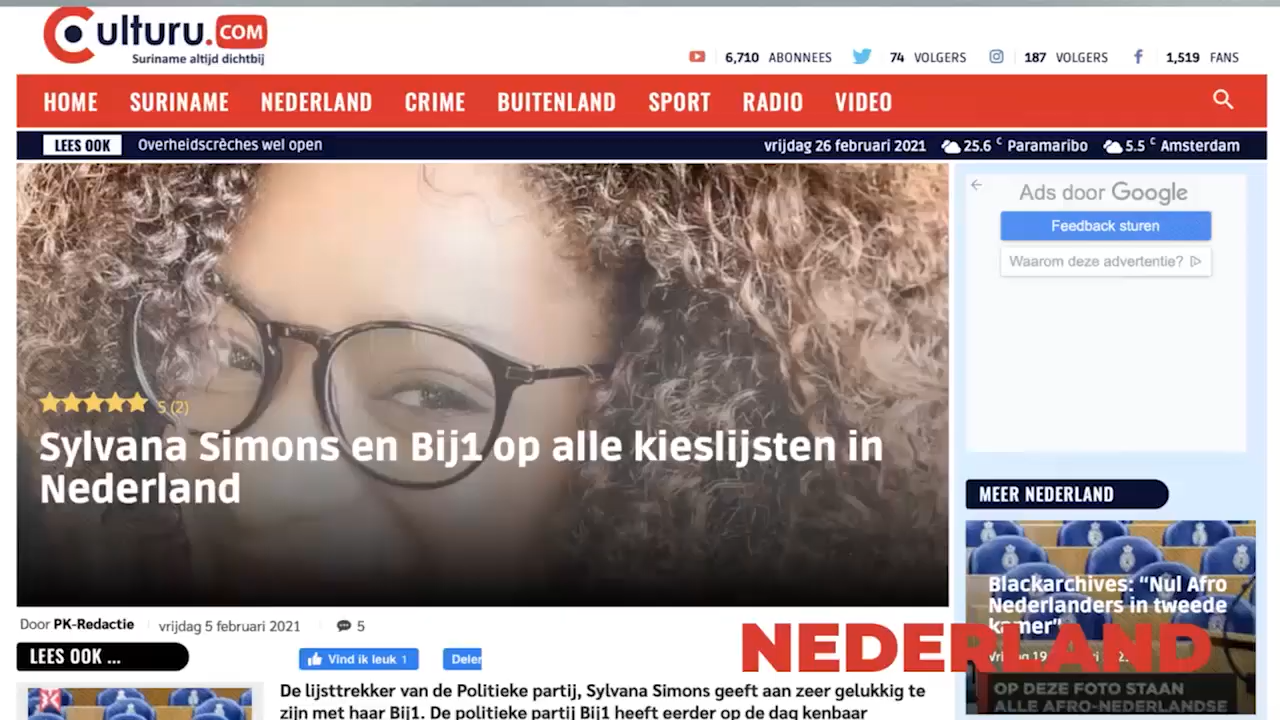 Culturu.COM
Suriname altijd dichtbij
6,710 ABONNEES 74 VOLGERS 187 VOLGERS 1,519 FANS
HOME SURINAME NEDERLAND CRIME BUITENLAND SPORT RADIO VIDEO
LEES OOK Overheidscrèches wel open
vrijdag 26 februari 2021 25.6 C Paramaribo 5.5 C Amsterdam
Ads door Google
Feedback sturen
Waarom deze advertentie?
5 (2)
Sylvana Simons en Bij1 op alle kieslijsten in
Nederland
MEER NEDERLAND
Blackarchives: “Nul Afro
Nederlanders in tweede
kamer”
NEDERLAND
OP DEZE FOTO STAAN
ALLE AFRO-NEDERLANDSE
Door PK-Redactie vrijdag 5 februari 2021 5
LEES OOK ...
Vind ik leuk 1
Delen
De lijsttrekker van de Politieke partij, Sylvana Simons geeft aan zeer gelukkig te
zijn met haar Bij1. De politieke partij Bij1 heeft eerder op de dag kenbaar